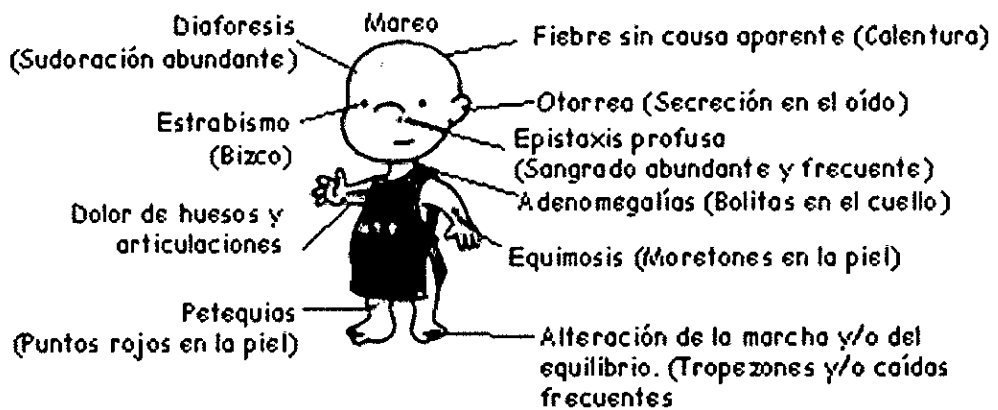 Diaforesis
(Sudoración abundante)
Mareo
Fiebre sin causa aparente (Calentura)
Otorrea (Secreción en el oído)
Estrabismo
(Bizco)
Epistaxis profusa
(Sangrado abundante y frecuente)
Adenomegalías (Bolitas en el cuello)
Dolor de huesos y
articulaciones
Equimosis (Moretones en la piel)
Petequias
(Puntos rojos en la piel)
Alteración de la marcha y/o del
equilibrio. (Tropezones y/o caídas
frecuentes